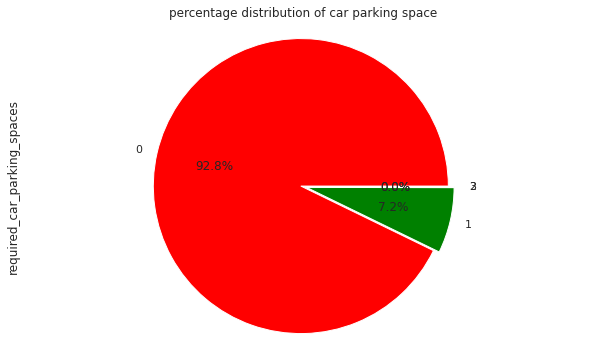 percentage distribution of car parking space
required_car_parking_spaces
0
92.8%
0.0%
7.2%
1